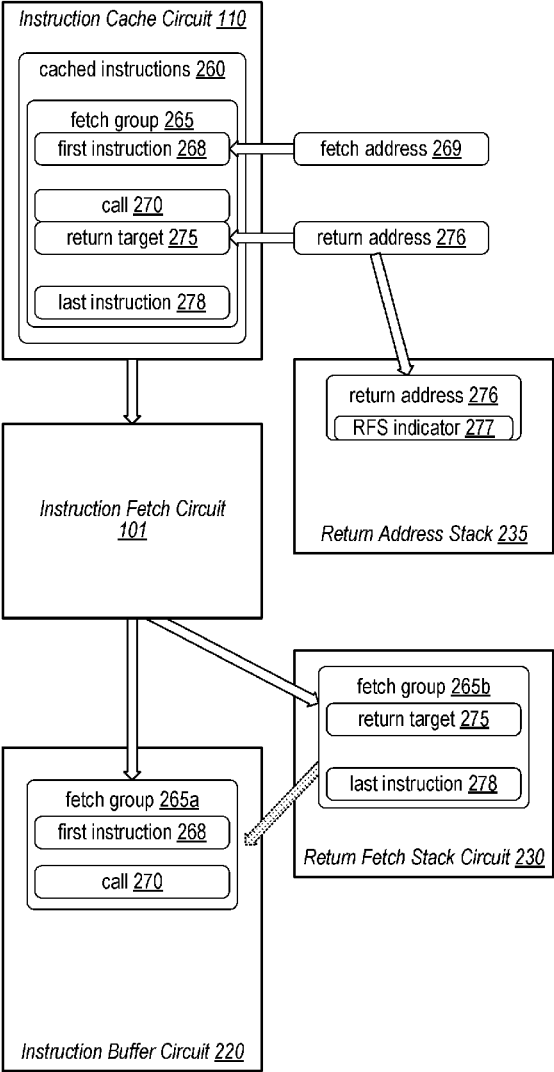 Instruction Cache Circuit 110
cached instructions 260
fetch group 265
first instruction 268
fetch address 269
call 270
return target 275
return address 276
last instruction 278
return address 276
RFS indicator 277
Return Address Stack 235
Instruction Fetch Circuit
101
fetch group 265b
return target 275
last instruction 278
Return Fetch Stack Circuit 230
fetch group 265a
first instruction 268
call 270
Instruction Buffer Circuit 220